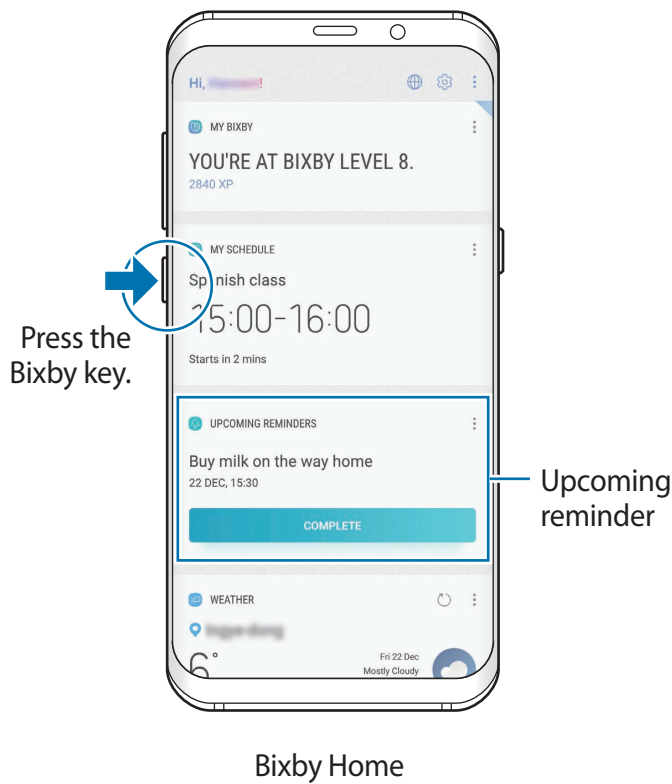 Hi, !
MY BIXBY
YOU'RE AT BIXBY LEVEL 8.
2840 XP
MY SCHEDULE
Spanish class
15:00-16:00
Starts in 2 mins
Press the
Bixby key.
UPCOMING REMINDERS
Buy milk on the way home
22 DEC, 15:30
COMPLETE
Upcoming
reminder
WEATHER
6°
Fri 22 Dec
Mostly Cloudy
Bixby Home